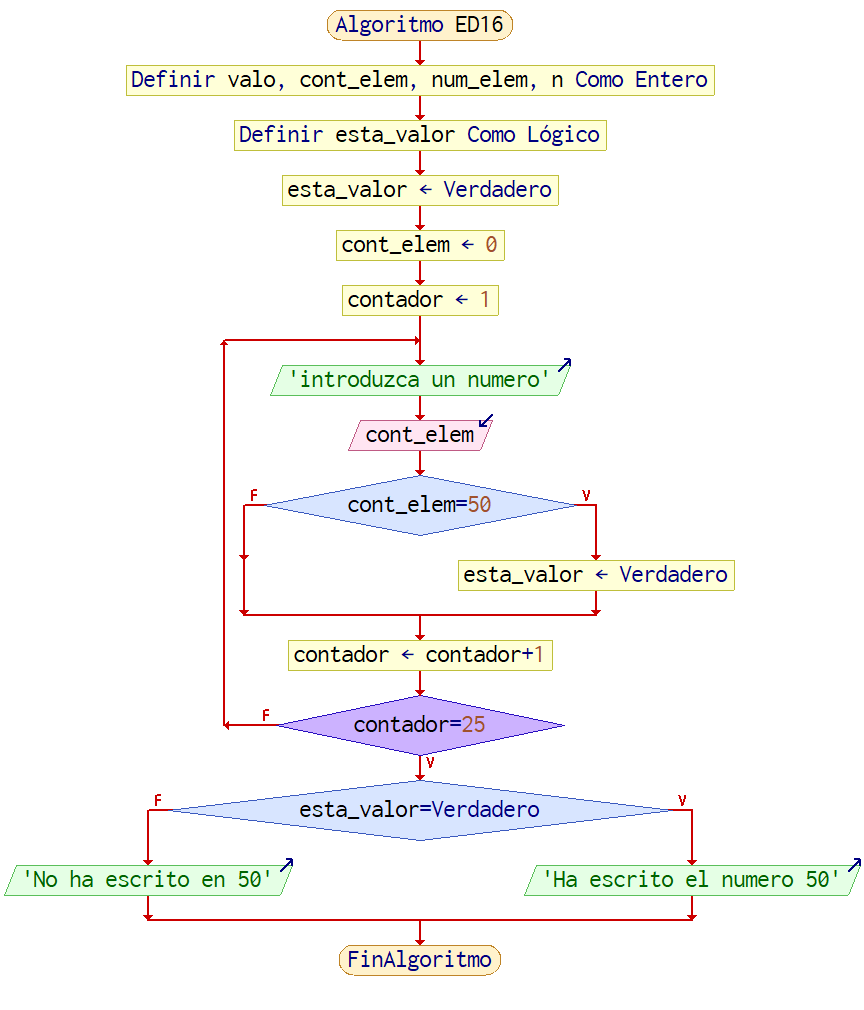 Algoritmo ED16
Definir valo, cont_elem, num_elem, n Como Entero
Definir esta_valor Como Lógico
esta_valor ← Verdadero
cont_elem ← 0
contador ← 1
'introduzca un numero'
cont_elem
F
V
cont_elem=50
esta_valor ← Verdadero
contador ← contador+1
F
contador=25
V
F
V
esta_valor=Verdadero
'No ha escrito en 50'
'Ha escrito el numero 50'
FinAlgoritmo